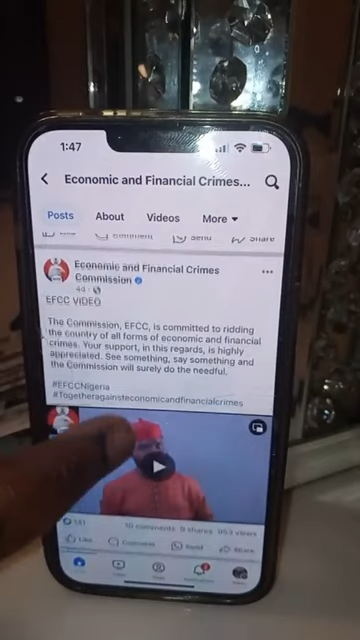 1:47
Economic and Financial Crimes...
Posts About Videos More
Comment Send Share
Economic and Financial Crimes
Commission
4d
EFCC VIDEO
The Commission, EFCC, is committed to ridding
the country of all forms of economic and financial
crimes. Your support, in this regards, is highly
appreciated. See something, say something and
the Commission will surely do the needful.
#EFCCNigeria
#Togetheragainsteconomicandfinancialcrimes
141
10 comments 9 shares 953 views
Like Comment Send Share